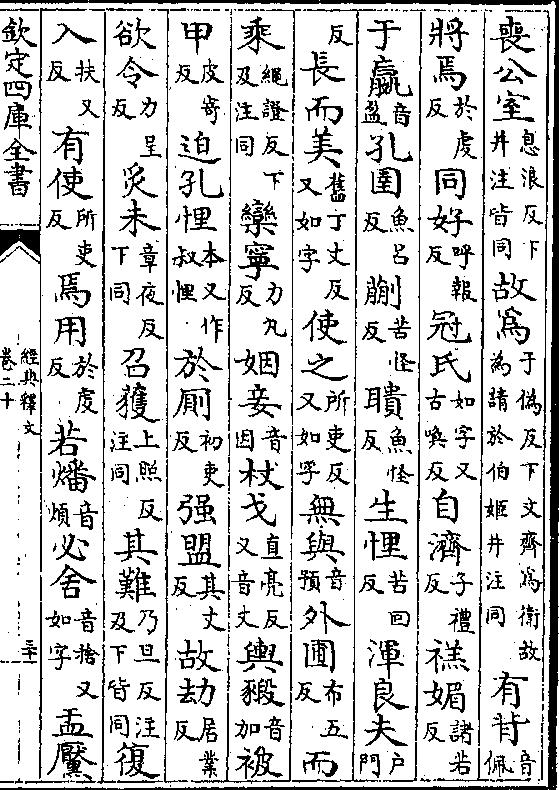 喪公室息浪反下并注皆同故為于偽反下文齊為衛故為請於伯姬并注同有背音佩
將焉於虔反同好呼報反冠氏如字又古喚反自濟子禮反禚媚諸若反
于嬴音盈孔圉魚呂反蒯苦怪反聵魚怪反生悝苦回反渾良夫户門
反長而美舊丁丈反又如字使之所吏反又如字無與音預外圃布五反而
乘繩證反下及注同欒寧力丸反姻妾音因杖戈直亮反又音丈輿豭音加被
甲皮寄反迫孔悝本又作叔悝於厠初吏反强盟其丈反故劫居業反
欲令力呈反炙未章夜反下同召獲上照反注同其難乃旦反注及下皆同復
入扶又反有使所吏反焉用於虔反若燔音煩必舍音捨又如字盂黶
欽定四庫全書
經典釋文
卷二十
三十